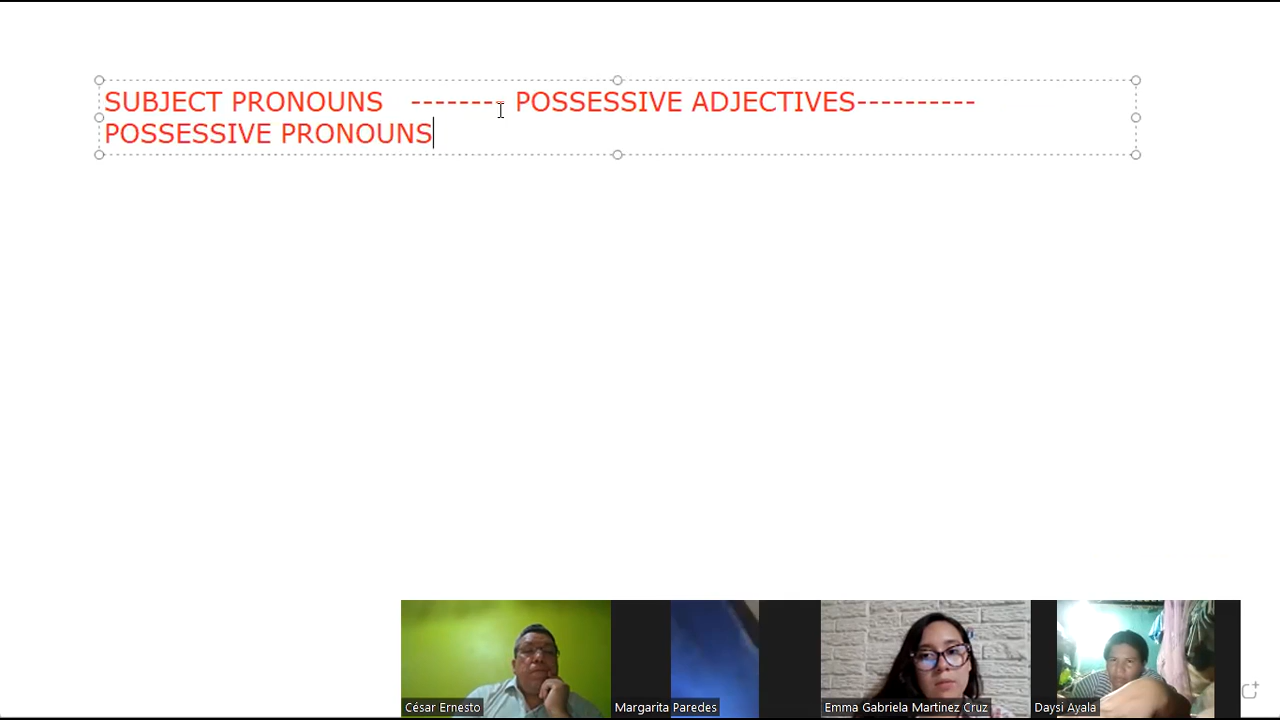 SUBJECT PRONOUNS -------- POSSESSIVE ADJECTIVES----------
POSSESSIVE PRONOUNS
César Ernesto
Margarita Paredes
Emma Gabriela Martinez Cruz
Daysi Ayala